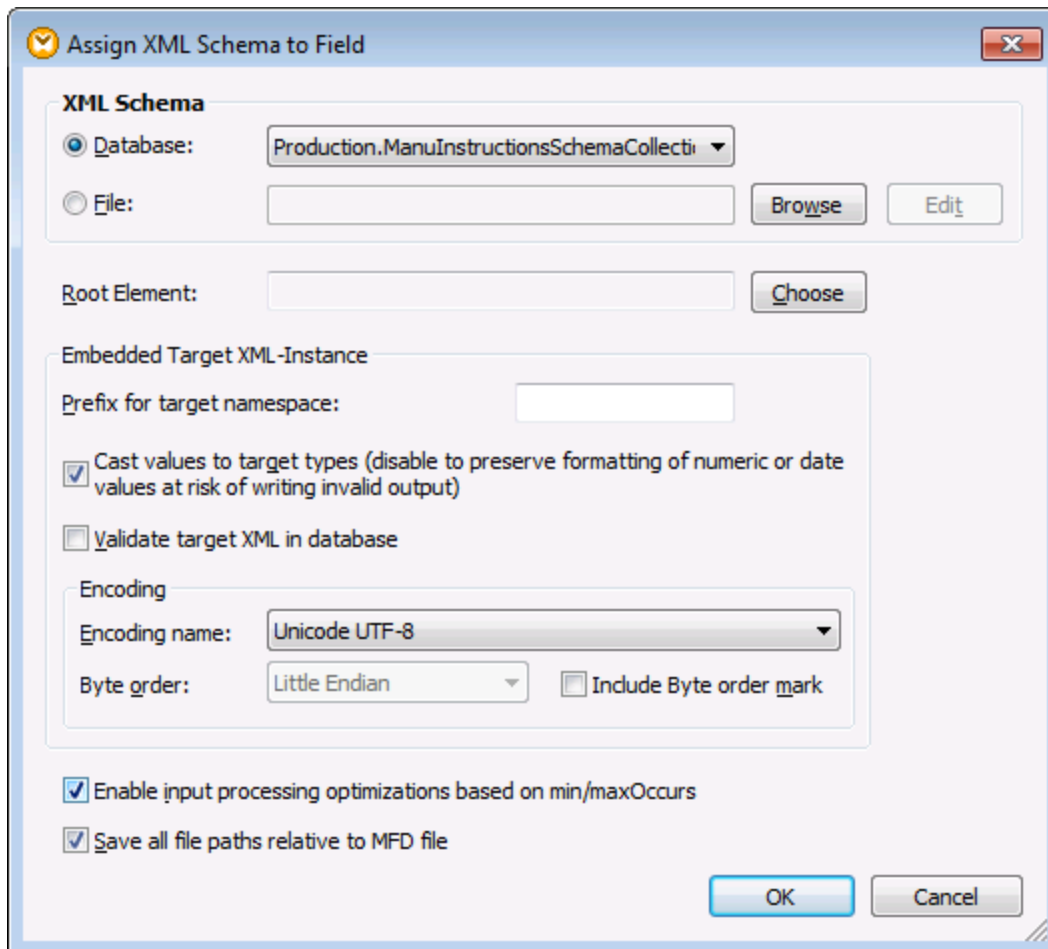 Assign XML Schema to Field
XML Schema
Database: Production.ManuInstructionsSchemaCollecti
File: Browse Edit
Root Element: Choose
Embedded Target XML-Instance
Prefix for target namespace:
Cast values to target types (disable to preserve formatting of numeric or date
values at risk of writing invalid output)
Validate target XML in database
Encoding
Encoding name: Unicode UTF-8
Byte order: Little Endian Include Byte order mark
Enable input processing optimizations based on min/maxOccurs
Save all file paths relative to MFD file
OK Cancel